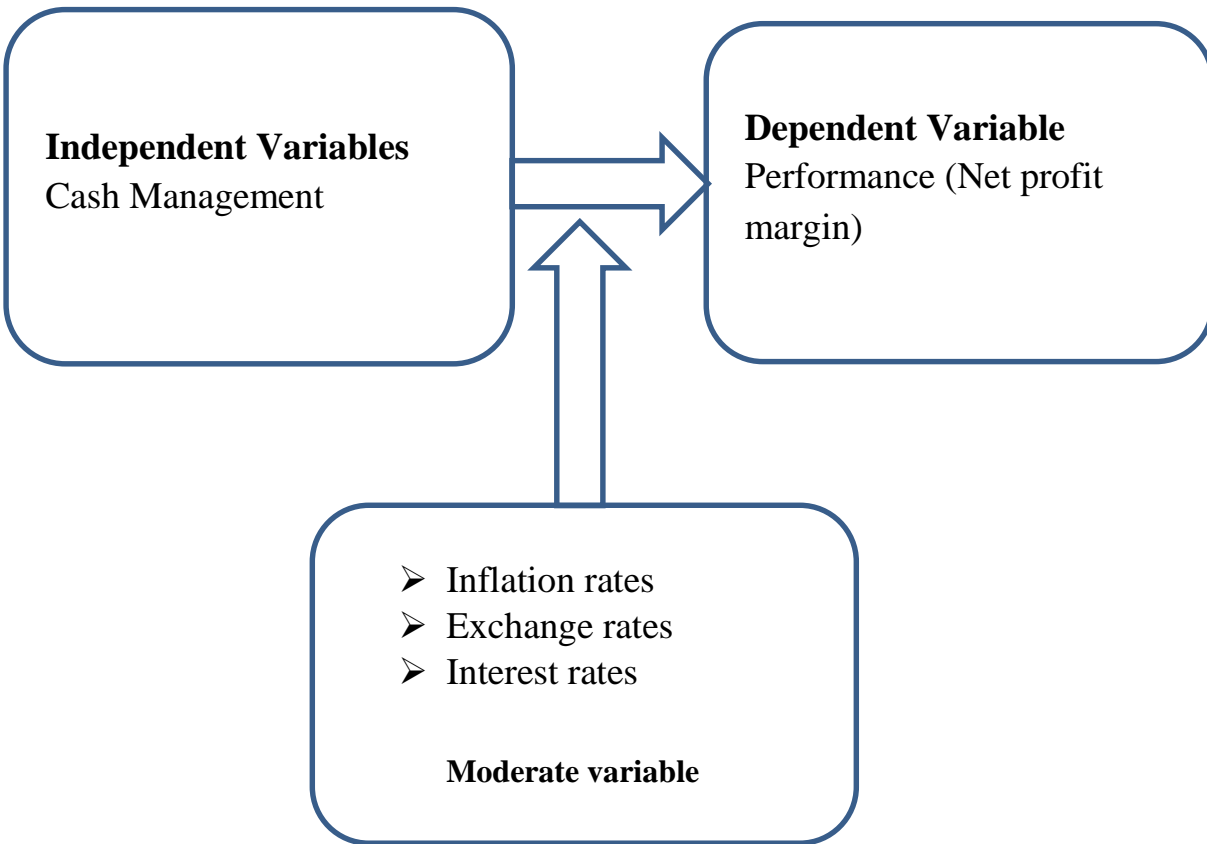 Independent Variables
Cash Management
Dependent Variable
Performance (Net profit
margin)
➢ Inflation rates
➢ Exchange rates
➢ Interest rates
Moderate variable